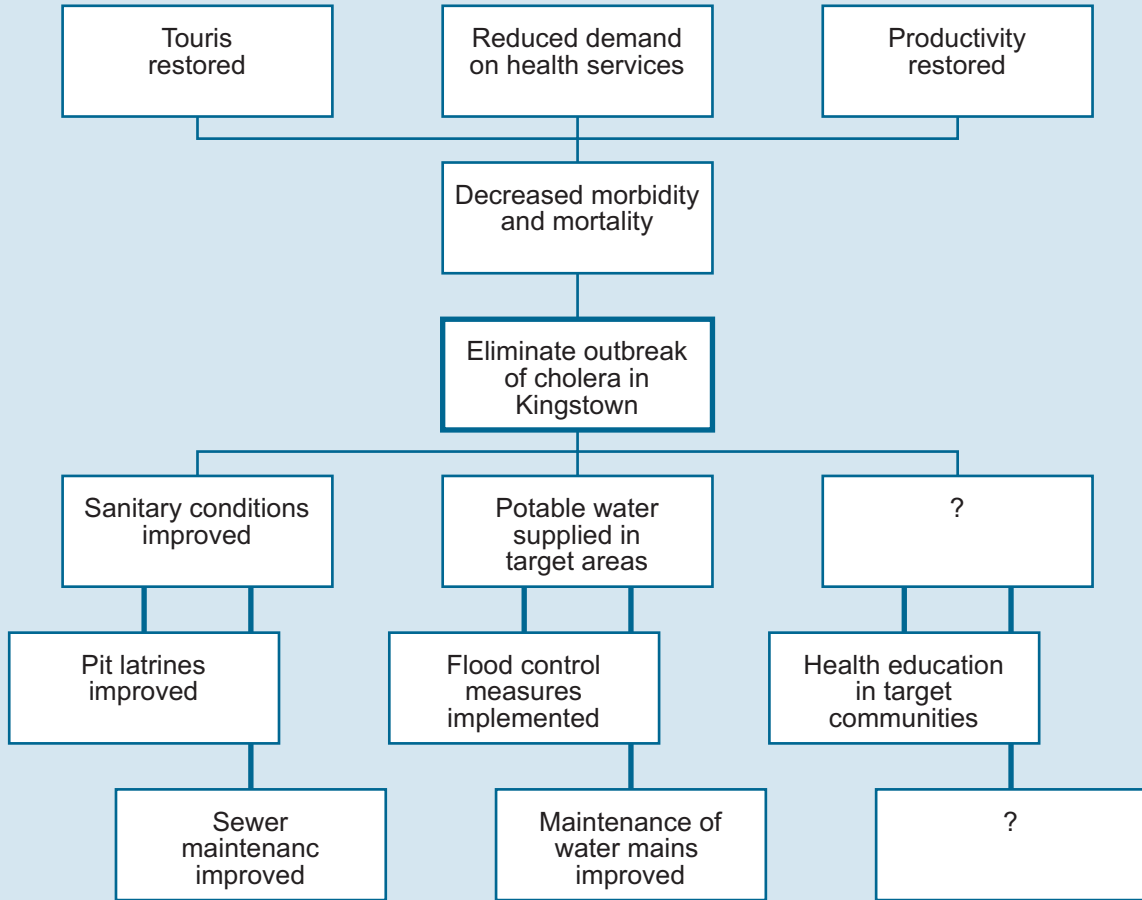 Touris
restored
Reduced demand
on health services
Productivity
restored
Decreased morbidity
and mortality
Eliminate outbreak
of cholera in
Kingstown
Sanitary conditions
improved
Potable water
supplied in
target areas
?
Pit latrines
improved
Flood control
measures
implemented
Health education
in target
communities
Sewer
maintenanc
improved
Maintenance of
water mains
improved
?